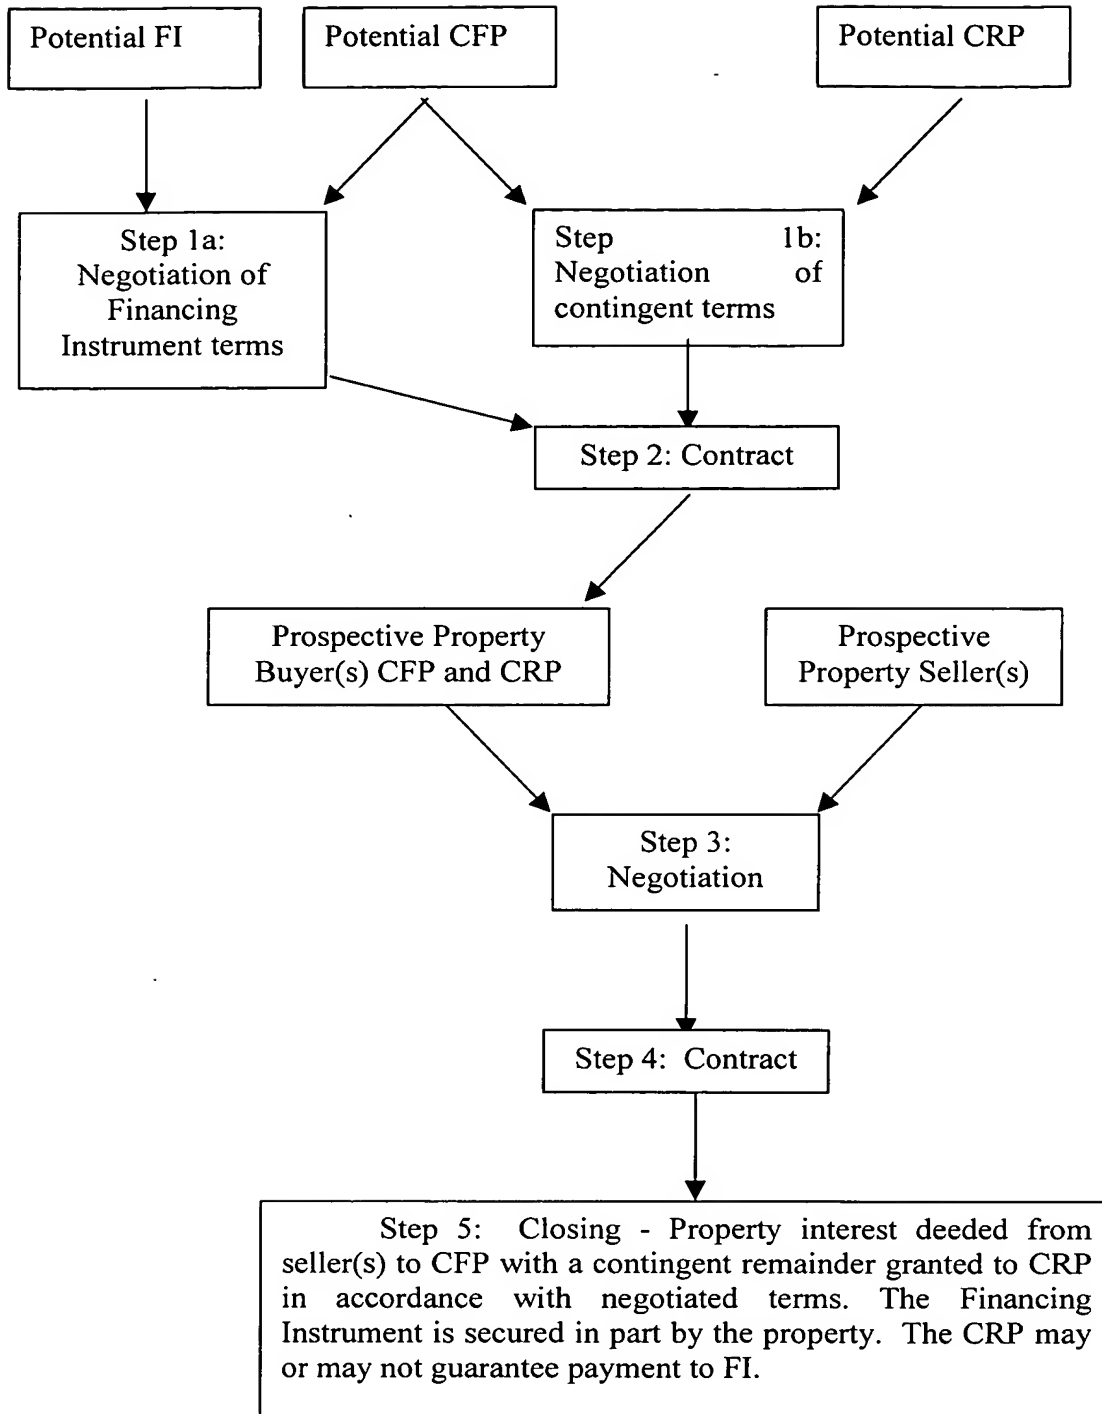 Potential FI
Potential CFP
Potential CRP
Step 1a:
Negotiation of
Financing
Instrument terms
Step 1b:
Negotiation of
contingent terms
Step 2: Contract
Prospective Property
Buyer(s) CFP and CRP
Prospective
Property Seller(s)
Step 3:
Negotiation
Step 4: Contract
Step 5: Closing - Property interest deeded from
seller(s) to CFP with a contingent remainder granted to CRP
in accordance with negotiated terms. The Financing
Instrument is secured in part by the property. The CRP may
or may not guarantee payment to FI.